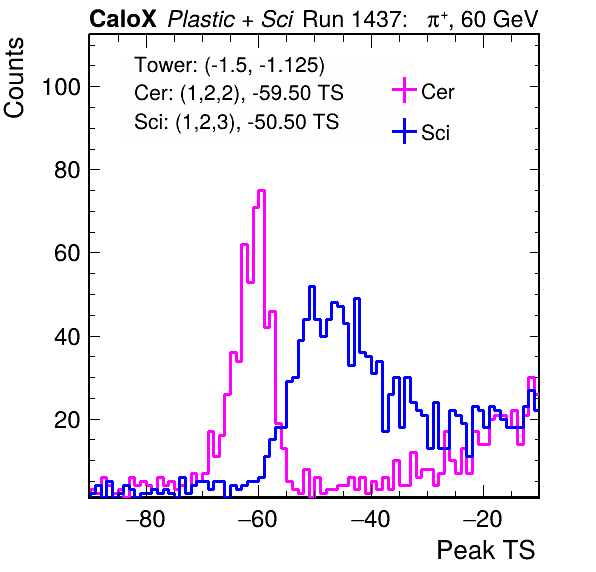 CaloX Plastic + Sci Run 1437: π⁺, 60 GeV
Counts
Tower: (-1.5, -1.125)
Cer: (1,2,2), -59.50 TS
Sci: (1,2,3), -50.50 TS
Cer
Sci
100
80
60
40
20
−80 −60 −40 −20
Peak TS